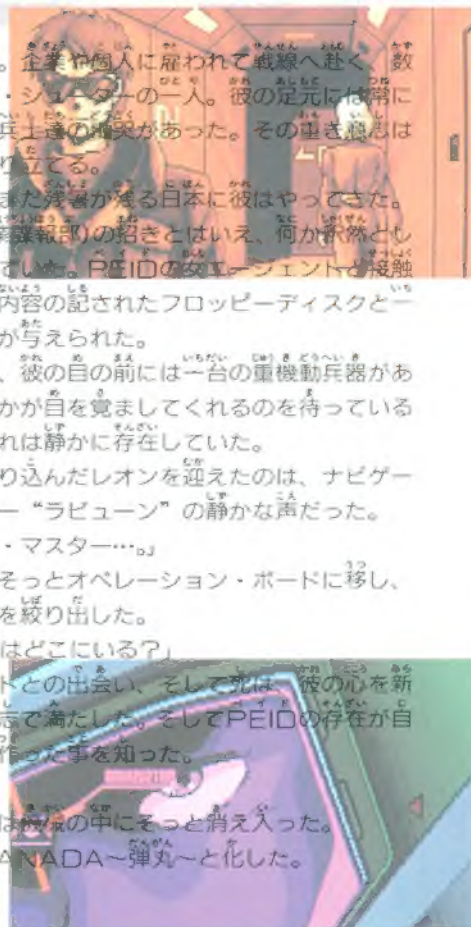 。企業や個人に雇われて戦線へ赴く、数
・シューターの一人。彼の足元には常に
兵士達の慟哭があった。その重き意志は
り立てる。
まだ残暑が残る日本に彼はやってきた。
業諜報部)の招きとはいえ、何か釈然とし
ていた。PEIDの女エージェントと接触
内容の記されたフロッピーディスクと一
が与えられた。
、彼の目の前には一台の重機動兵器があ
かが目を覚ましてくれるのを待っている
れは静かに存在していた。
り込んだレオンを迎えたのは、ナビゲー
ー“ラビューン”の静かな声だった。
・マスター…。」
そっとオペレーション・ボードに移し、
を絞り出した。
はどこにいる?」
トとの出会い、そして死は、彼の心を新
志で満たした。そしてPEIDの存在が自
作った事を知った。
は機械の中にそっと消え入った。
ANADA~弾丸~と化した。